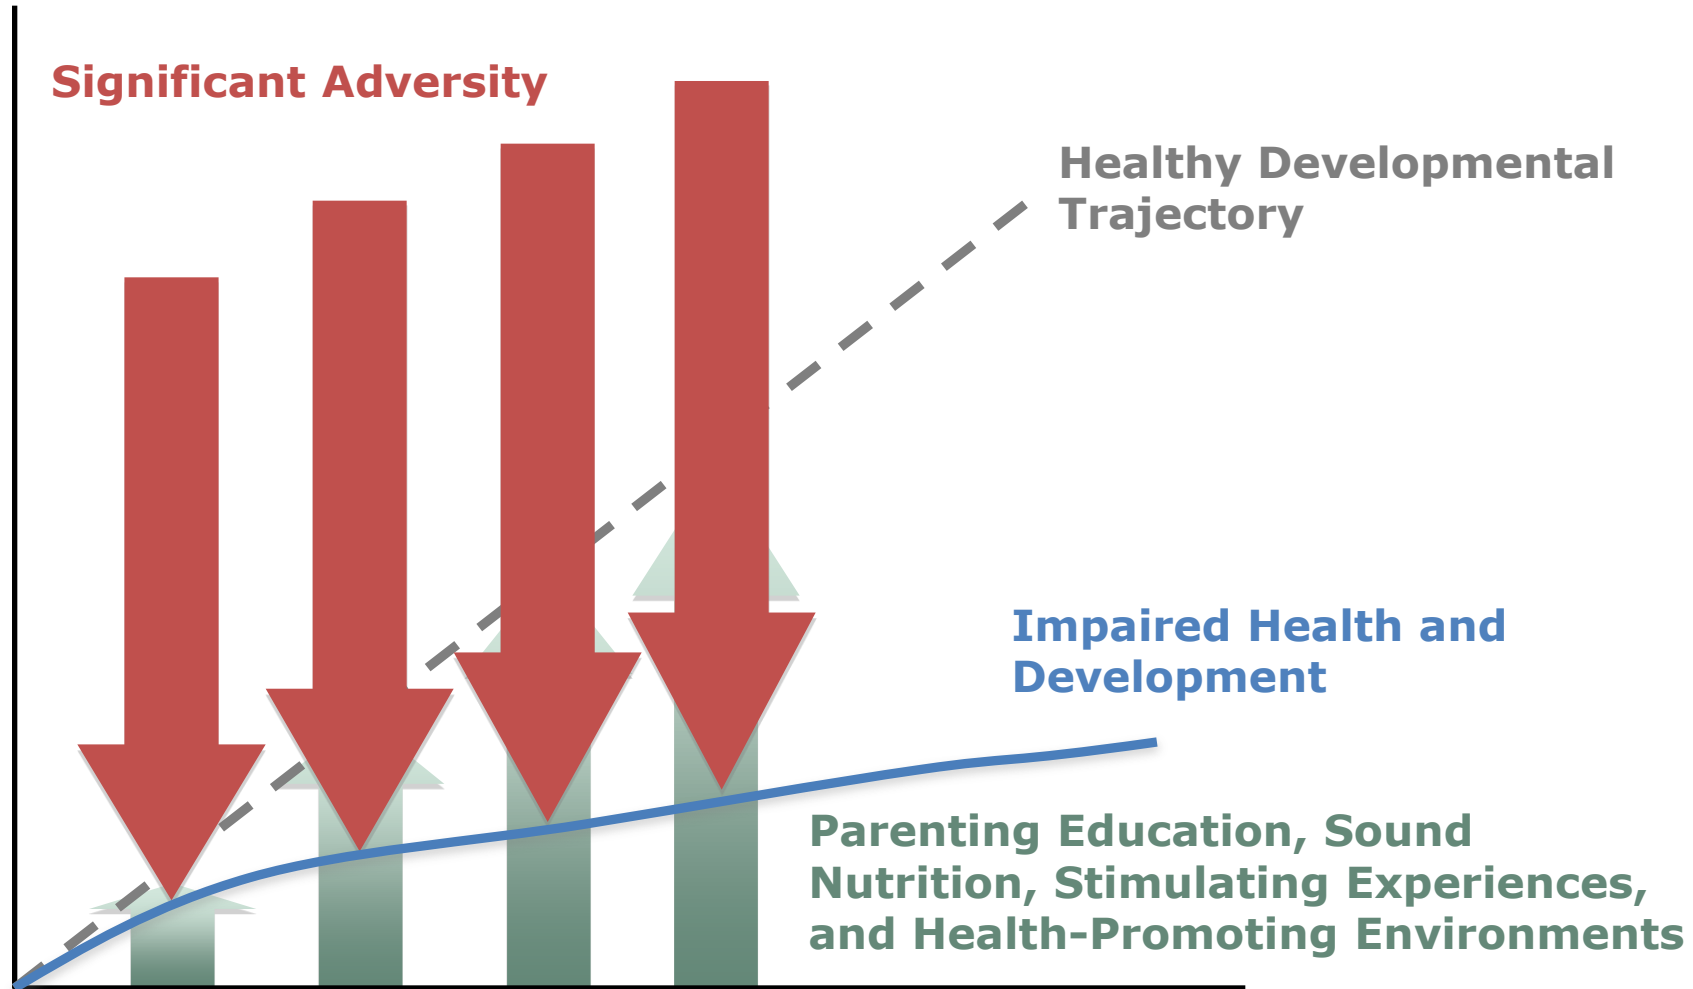 Significant Adversity
Healthy Developmental
Trajectory
Impaired Health and
Development
Parenting Education, Sound
Nutrition, Stimulating Experiences,
and Health-Promoting Environments